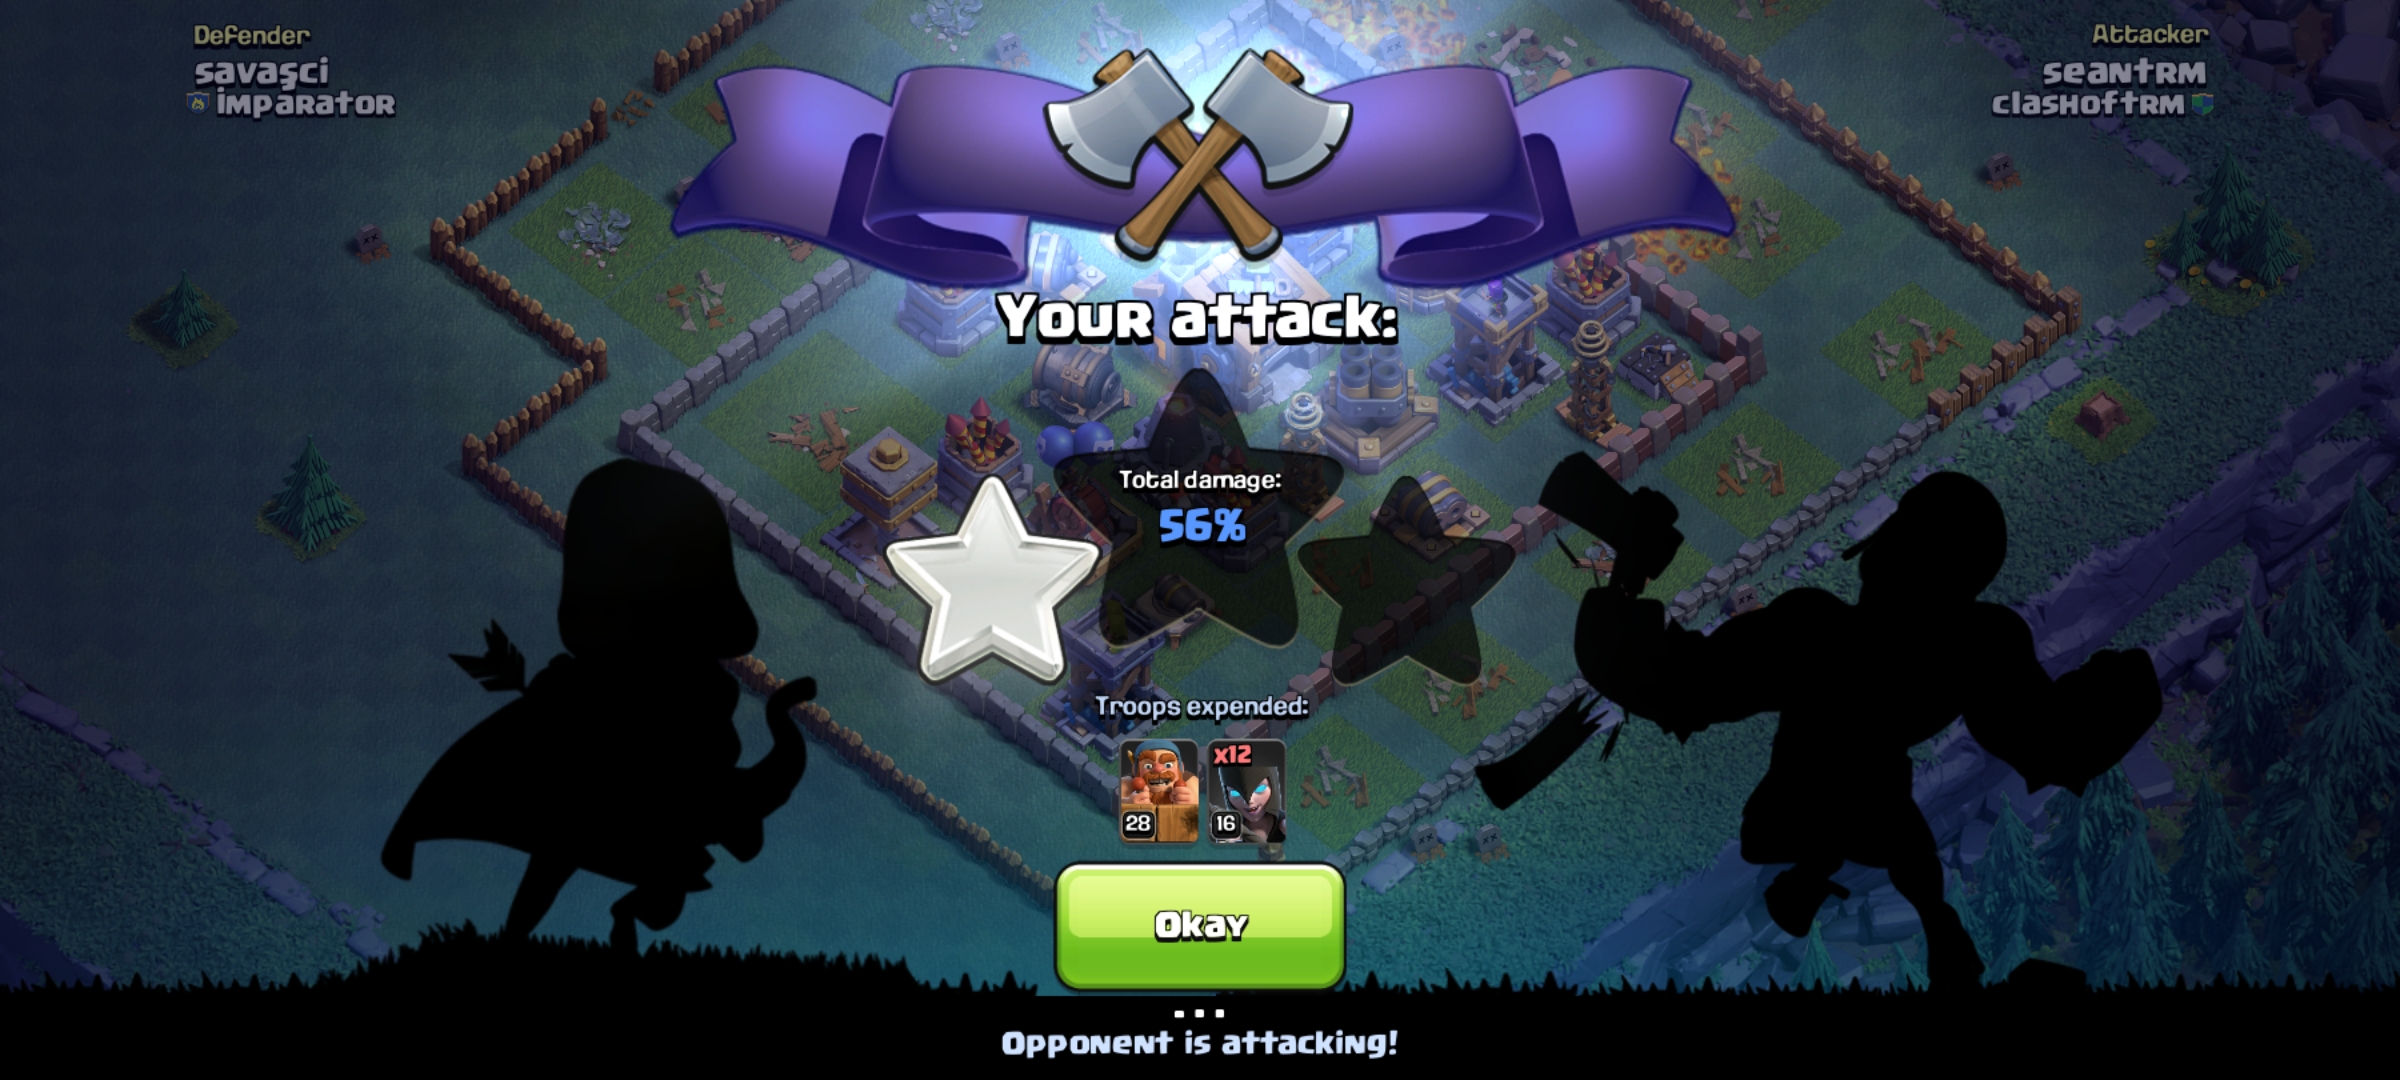 Defender
savaşci
İMPARATOR
Attacker
seantRM
clashoftRM
Your attack:
Total damage:
56%
Troops expended:
x12
28
16
Okay
...
Opponent is attacking!